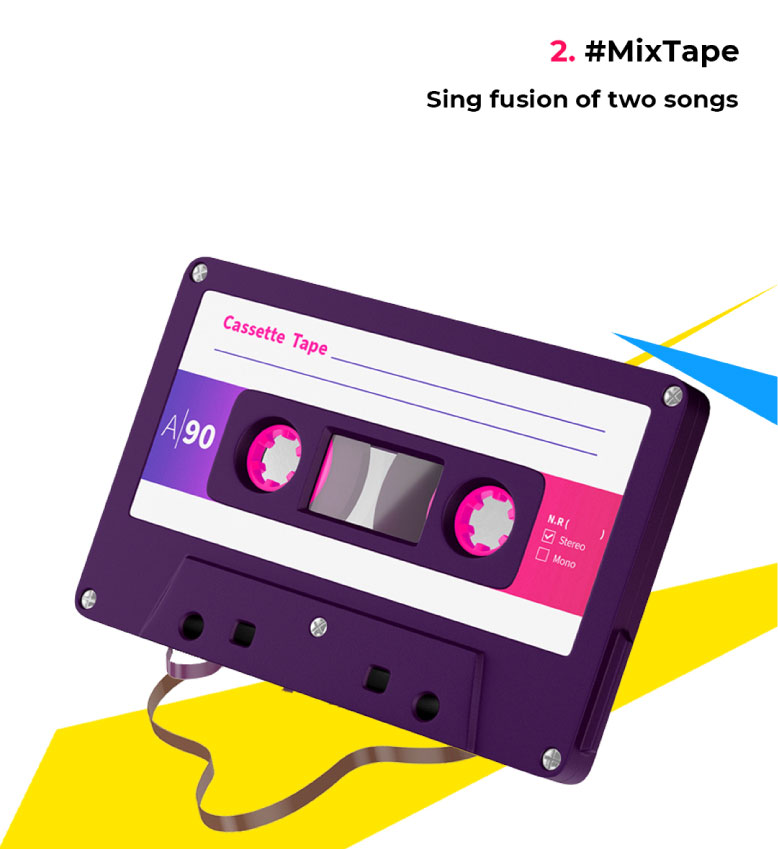 2. #MixTape
Sing fusion of two songs
Cassette Tape
A|90
N.R ( )
Stereo
Mono